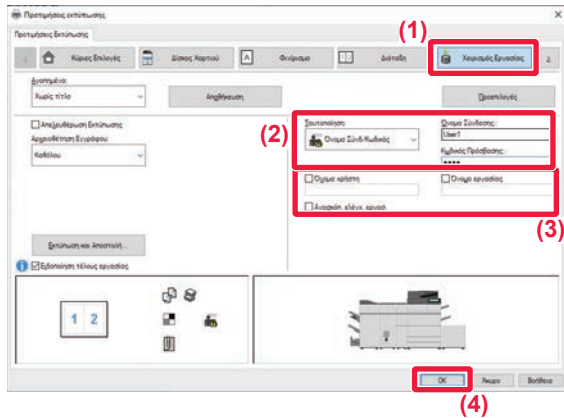 Προτιμήσεις εκτύπωσης
Προτιμήσεις Εκτύπωσης
(1)
Κύριες Επιλογές
Δίσκος Χαρτιού
Φινίρισμα
Διάταξη
Χειρισμός Εργασίας
Αγαπημένα:
Χωρίς τίτλο
Αποθήκευση
Προεπιλογές
Απελευθέρωση Εκτύπωσης
Αρχειοθέτηση Εγγράφου:
Καθόλου
(2)
Ταυτοποίηση:
Όνομα Σύνδ/Κωδικός
Όνομα Σύνδεσης:
User1
Κωδικός Πρόσβασης:
••••
Όνομα χρήστη
Όνομα εργασίας
Ανασκόπ. ελέγχ. εργασ.
(3)
Εκτύπωση και Αποστολή...
Ειδοποίηση τέλους εργασίας
1 2
OK
Άκυρο
Βοήθεια
(4)